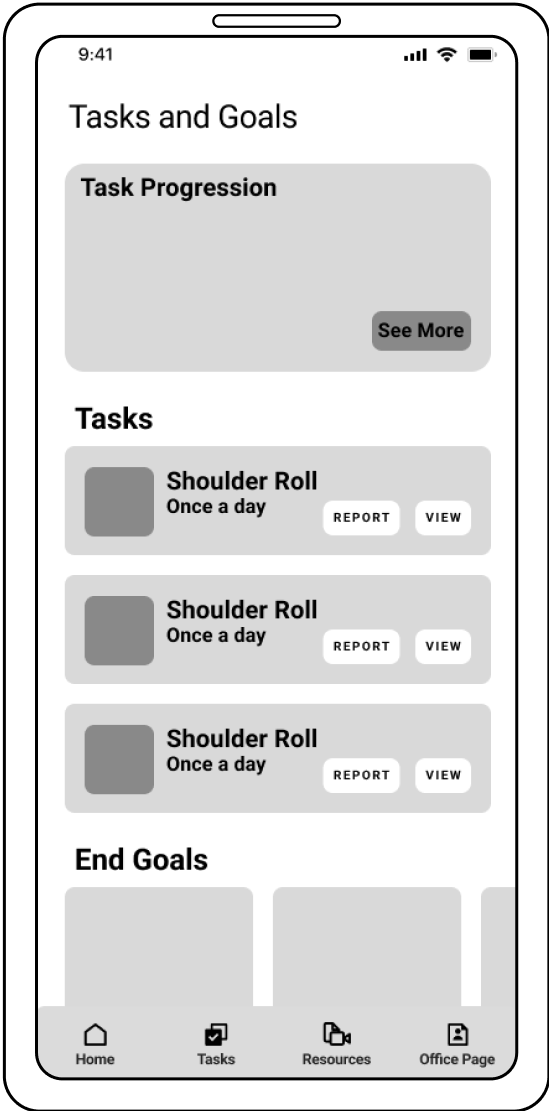 9:41
Tasks and Goals
Task Progression
See More
Tasks
Shoulder Roll
Once a day
REPORT VIEW
Shoulder Roll
Once a day
REPORT VIEW
Shoulder Roll
Once a day
REPORT VIEW
End Goals
Home Tasks Resources Office Page